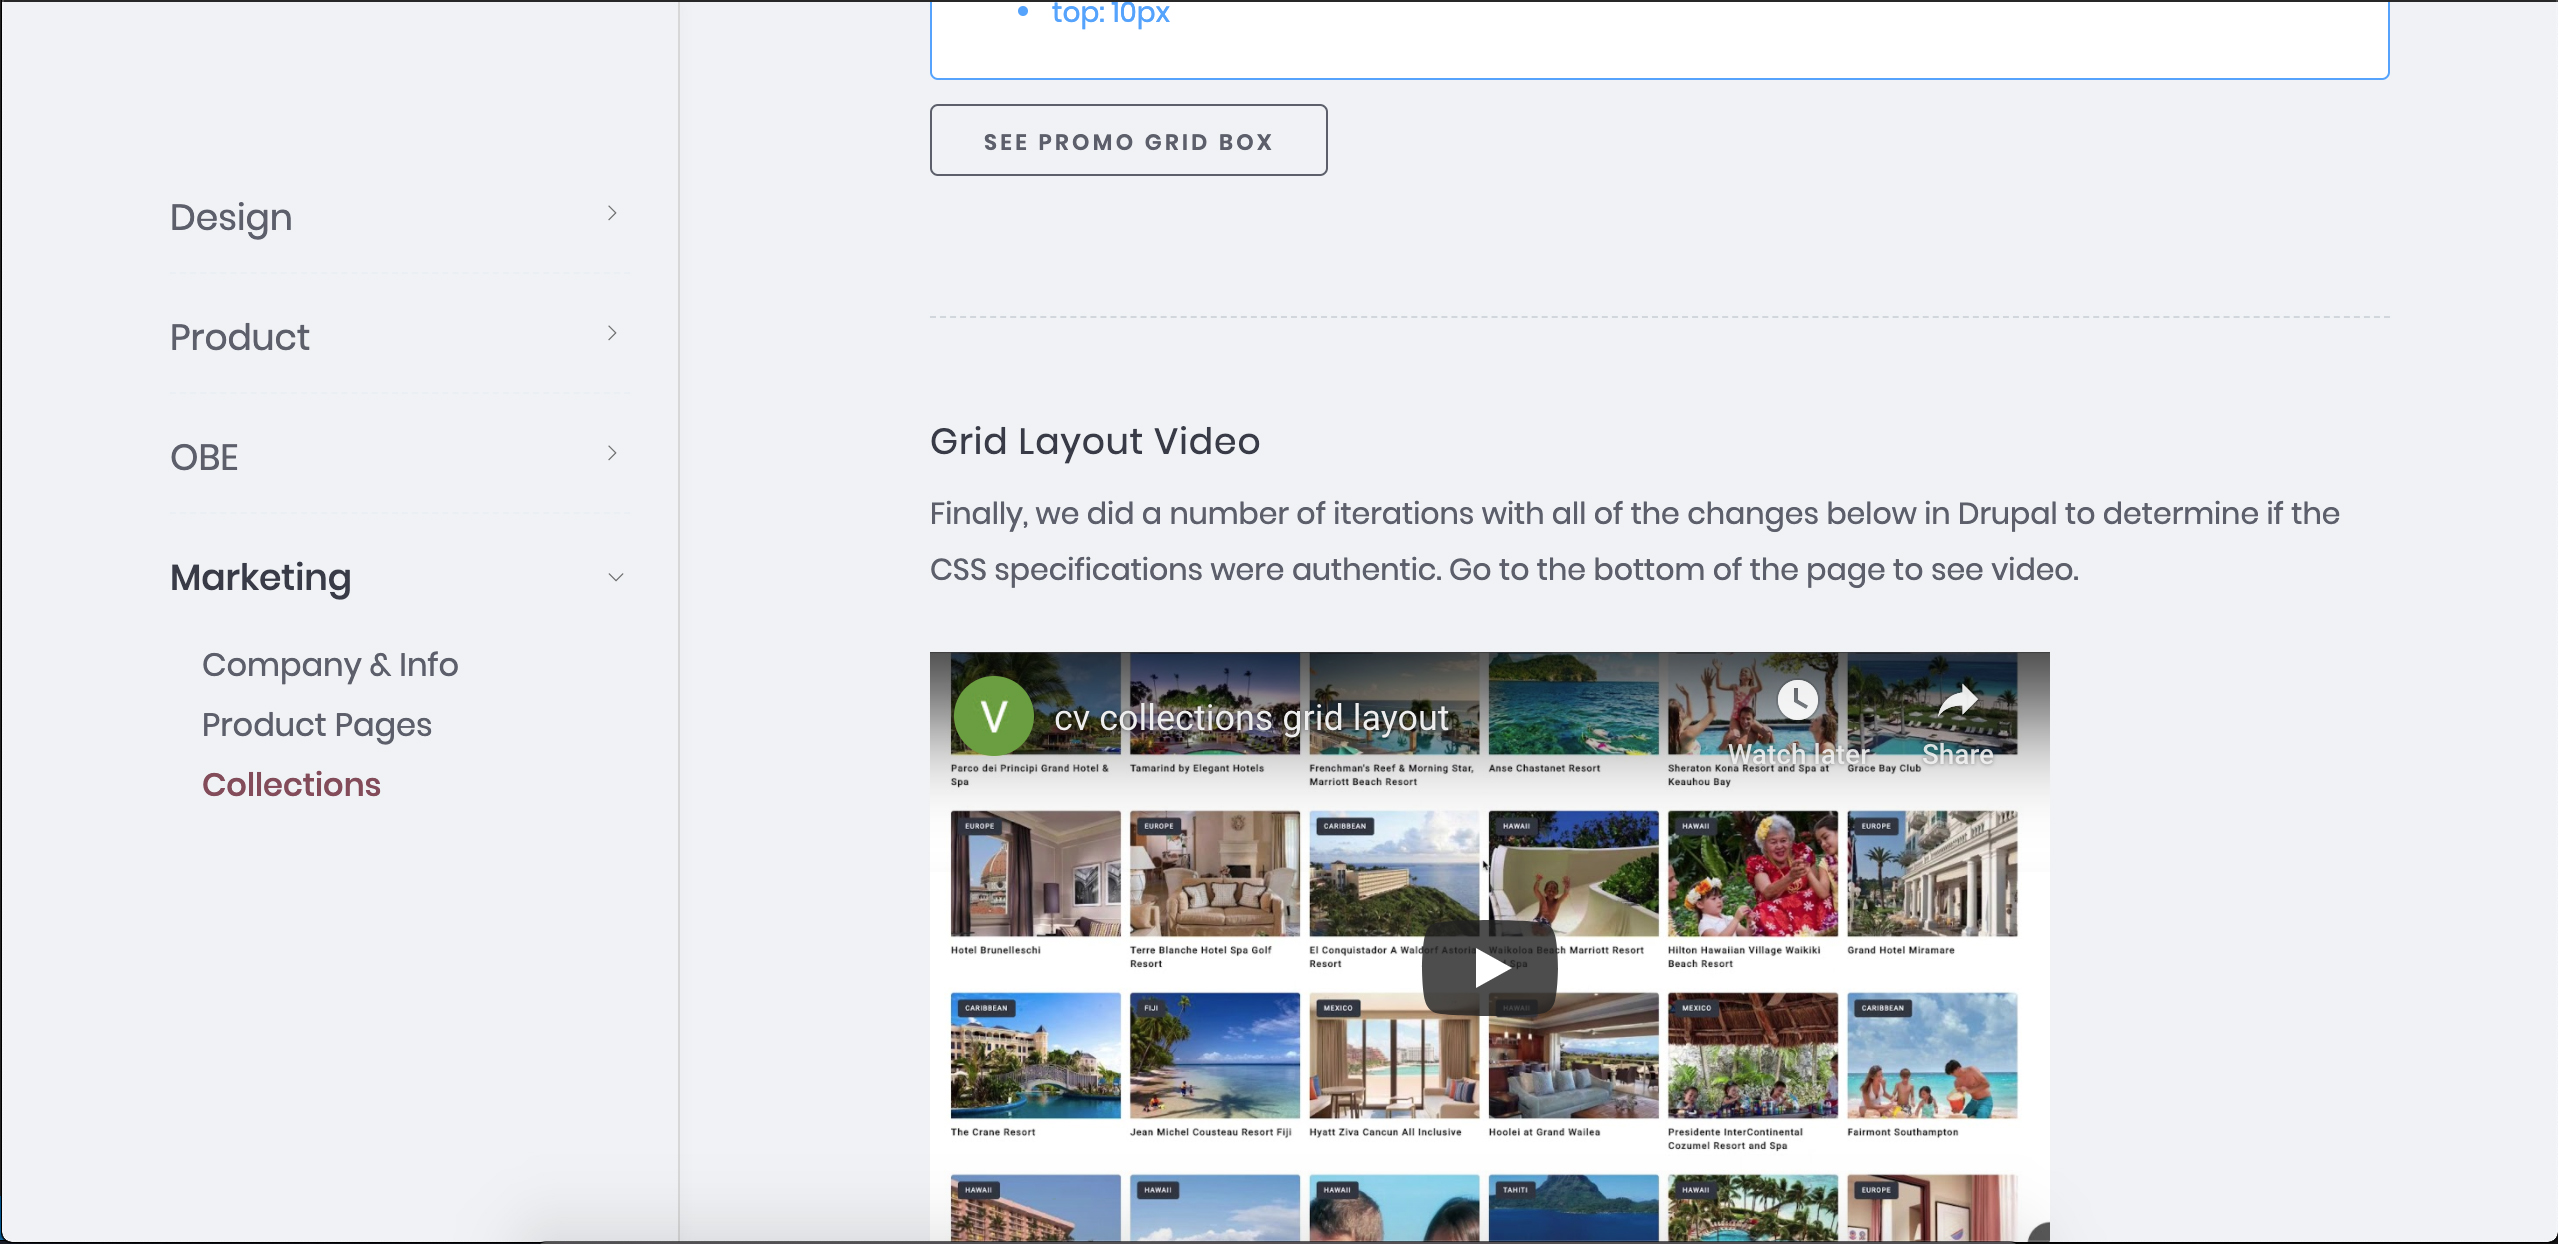 top: 10px
SEE PROMO GRID BOX
Design
Product
OBE
Marketing
Company & Info
Product Pages
Collections
Grid Layout Video
Finally, we did a number of iterations with all of the changes below in Drupal to determine if the
CSS specifications were authentic. Go to the bottom of the page to see video.
V
cv collections grid layout
Watch later
Share
Parco dei Principi Grand Hotel &
Spa
Tamarind by Elegant Hotels
Frenchman's Reef & Morning Star,
Marriott Beach Resort
Anse Chastanet Resort
Sheraton Kona Resort and Spa at
Keauhou Bay
Grace Bay Club
EUROPE
EUROPE
CARIBBEAN
HAWAII
HAWAII
EUROPE
Hotel Brunelleschi
Terre Blanche Hotel Spa Golf
Resort
El Conquistador A Waldorf Astoria
Resort
Waikoloa Beach Marriott Resort
Spa
Hilton Hawaiian Village Waikiki
Beach Resort
Grand Hotel Miramare
CARIBBEAN
FIJI
MEXICO
HAWAII
MEXICO
CARIBBEAN
The Crane Resort
Jean Michel Cousteau Resort Fiji
Hyatt Ziva Cancun All Inclusive
Hoolei at Grand Wailea
Presidente InterContinental
Cozumel Resort and Spa
Fairmont Southampton
HAWAII
HAWAII
HAWAII
TAHITI
HAWAII
EUROPE